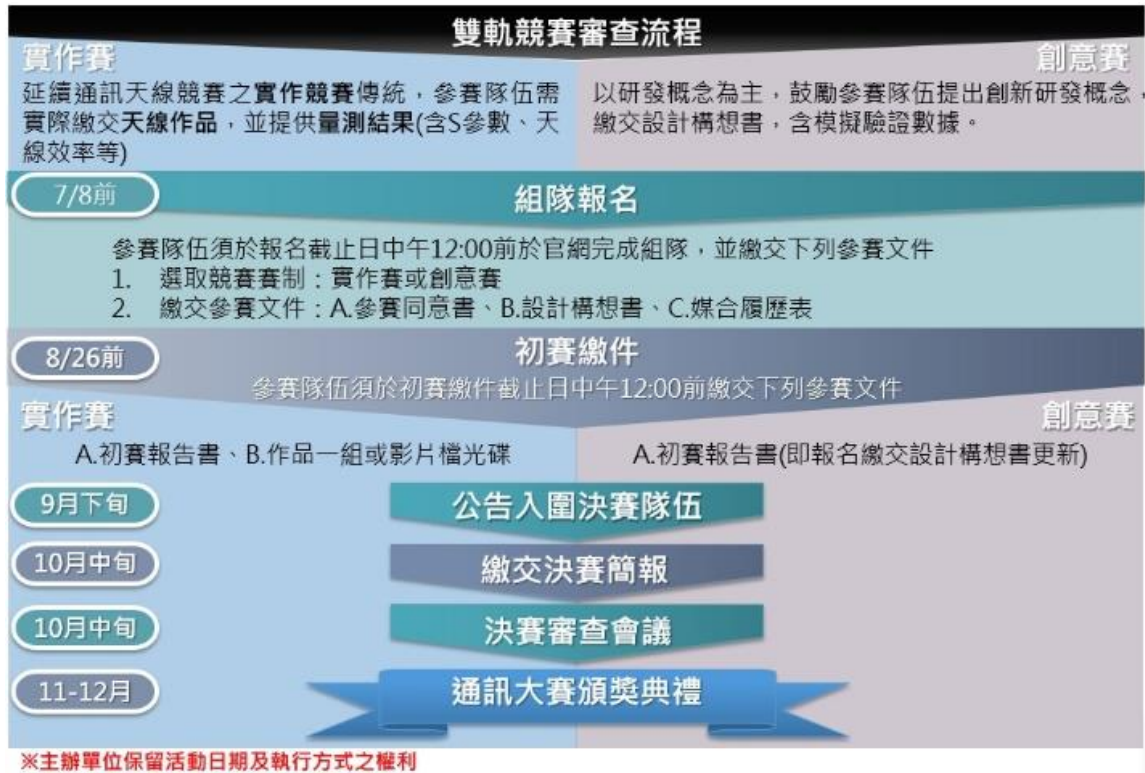 雙軌競賽審查流程
實作賽
延續通訊天線競賽之實作競賽傳統，參賽隊伍需
實際繳交天線作品，並提供量測結果(含S參數、天
線效率等)
創意賽
以研發概念為主，鼓勵參賽隊伍提出創新研發概念，
繳交設計構想書，含模擬驗證數據。
7/8前
組隊報名
參賽隊伍須於報名截止日中午12:00前於官網完成組隊，並繳交下列參賽文件
1. 選取競賽賽制：實作賽或創意賽
2. 繳交參賽文件：A.參賽同意書、B.設計構想書、C.媒合履歷表
8/26前
初賽繳件
參賽隊伍須於初賽繳件截止日中午12:00前繳交下列參賽文件
實作賽
A.初賽報告書、B.作品一組或影片檔光碟
創意賽
A.初賽報告書(即報名繳交設計構想書更新)
9月下旬
公告入圍決賽隊伍
10月中旬
繳交決賽簡報
10月中旬
決賽審查會議
11-12月
通訊大賽頒獎典禮
※主辦單位保留活動日期及執行方式之權利